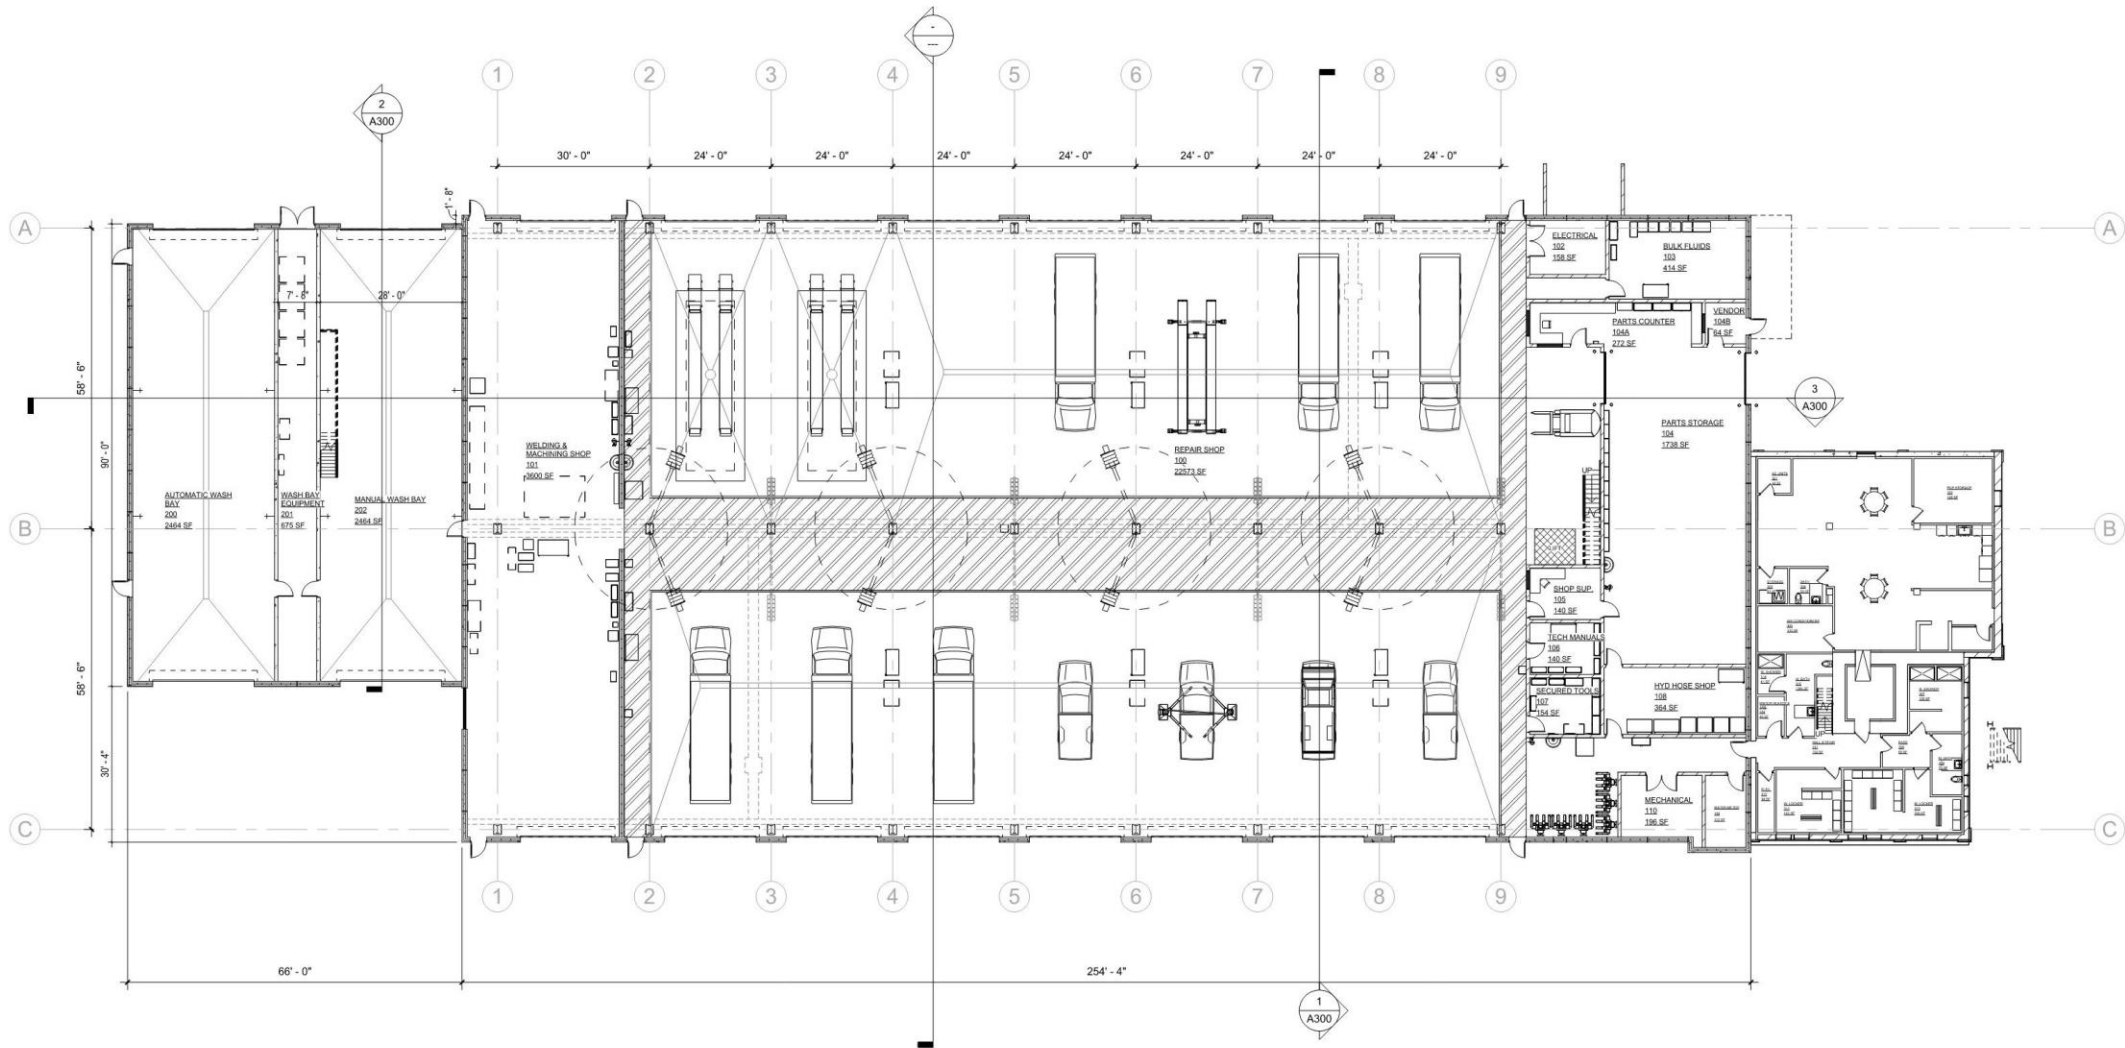 -
---
1
2
3
4
5
6
7
8
9
2
A300
30' - 0"
24' - 0"
24' - 0"
24' - 0"
24' - 0"
24' - 0"
24' - 0"
24' - 0"
1' - 8"
A
A
58' - 6"
90' - 0"
58' - 6"
30' - 4"
7' - 8"
28' - 0"
ELECTRICAL
102
158 SF
BULK FLUIDS
103
414 SF
PARTS COUNTER
104A
272 SF
VENDOR
104B
64 SF
3
A300
PARTS STORAGE
104
1738 SF
WELDING &
MACHINING SHOP
101
3600 SF
REPAIR SHOP
100
22573 SF
UP
AUTOMATIC WASH
BAY
200
2464 SF
WASH BAY
EQUIPMENT
201
675 SF
MANUAL WASH BAY
202
2464 SF
B
B
SHOP SUP.
105
140 SF
TECH MANUALS
106
140 SF
SECURED TOOLS
107
154 SF
HYD HOSE SHOP
108
364 SF
UP
MECHANICAL
110
196 SF
C
C
1
2
3
4
5
6
7
8
9
66' - 0"
254' - 4"
1
A300